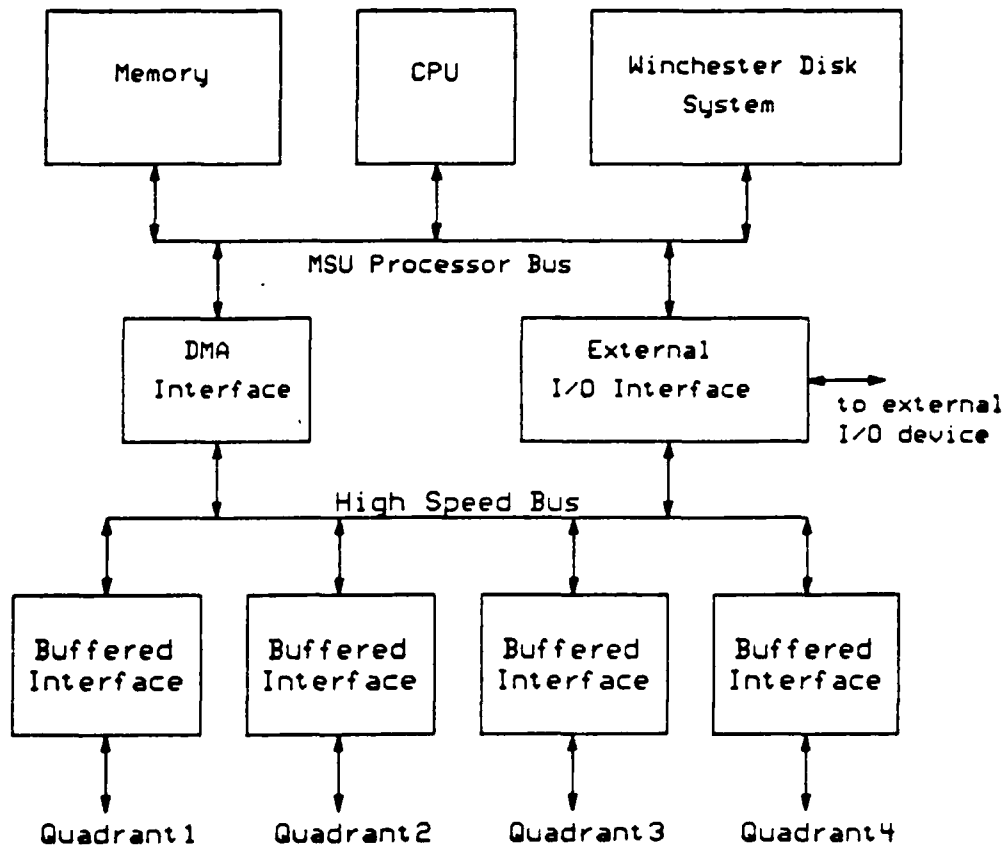 Memory
CPU
Winchester Disk
System
MSU Processor Bus
DMA
Interface
External
I/O Interface
to external
I/O device
High Speed Bus
Buffered
Interface
Buffered
Interface
Buffered
Interface
Buffered
Interface
Quadrant1
Quadrant2
Quadrant3
Quadrant4